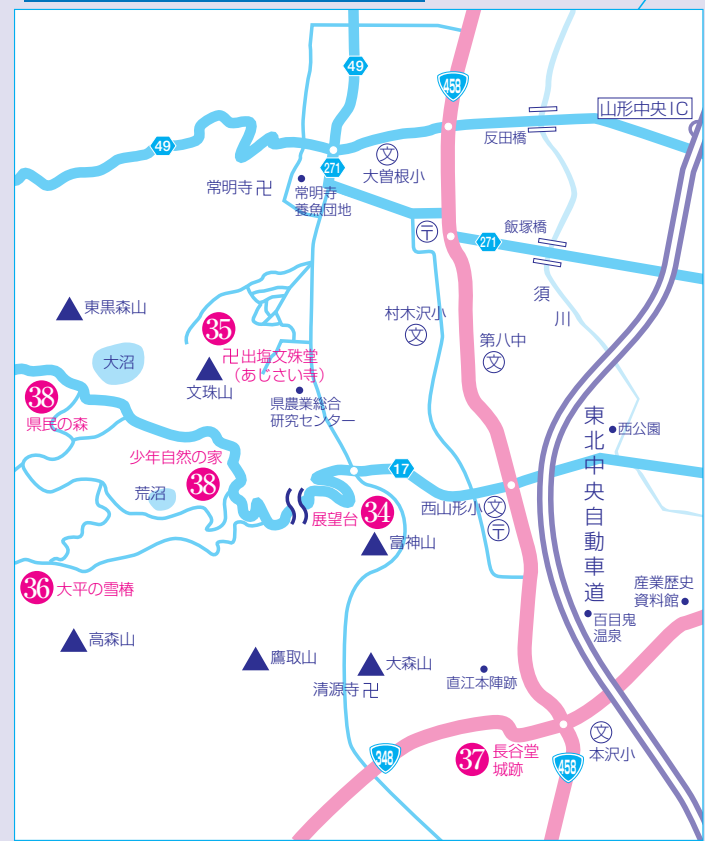 49
458
山形中央IC
反田橋
49
271
文
大曽根小
常明寺卍
常明寺
養魚団地
〒
271
飯塚橋
須川
東黒森山
35
卍出塩文殊堂
（あじさい寺）
村木沢小
文
第八中
文
大沼
文珠山
県農業総合
研究センター
38
県民の森
少年自然の家
38
荒沼
17
東北中央自動車道
西公園
展望台
34
西山形小
文
〒
富神山
36
大平の雪椿
産業歴史
資料館
百目鬼
温泉
高森山
鷹取山
大森山
清源寺卍
直江本陣跡
348
37
長谷堂
城跡
458
文
本沢小